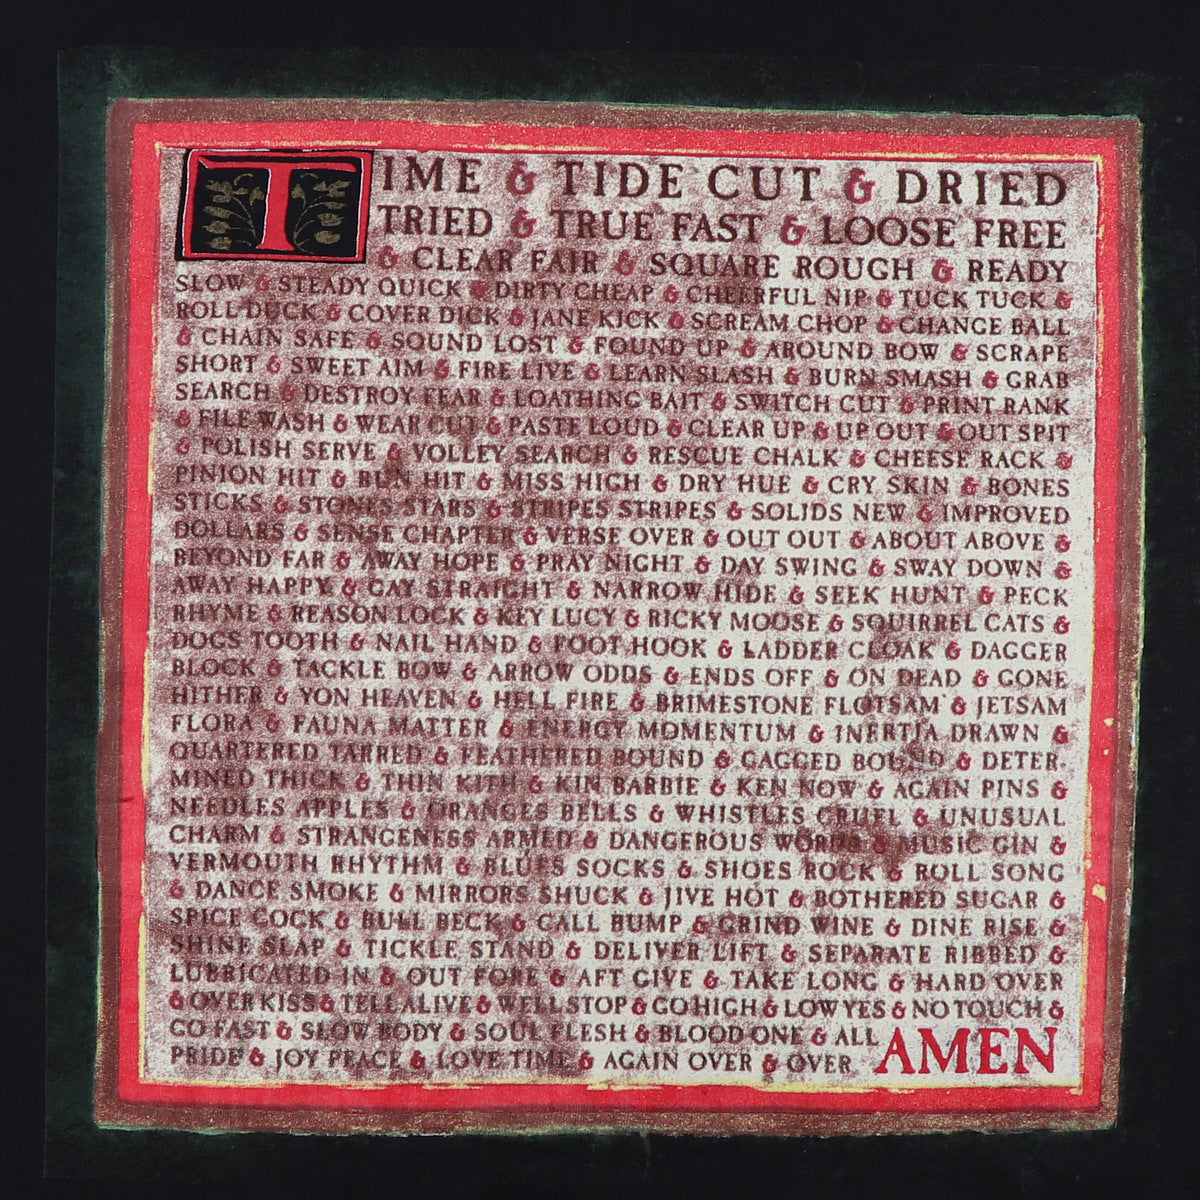 TIME & TIDE CUT & DRIED
TRIED & TRUE FAST & LOOSE FREE
& CLEAR FAIR & SQUARE ROUGH & READY
SLOW & STEADY QUICK & DIRTY CHEAP & CHEERFUL NIP & TUCK TUCK &
ROLL DUCK & COVER DICK & JANE KICK & SCREAM CHOP & CHANGE BALL
& CHAIN SAFE & SOUND LOST & FOUND UP & AROUND BOW & SCRAPE
SHORT & SWEET AIM & FIRE LIVE & LEARN SLASH & BURN SMASH & GRAB
SEARCH & DESTROY FEAR & LOATHING BAIT & SWITCH CUT & PRINT RANK
& FILE WASH & WEAR CUT & PASTE LOUD & CLEAR UP & UP OUT & OUT SPIT
& POLISH SERVE & VOLLEY SEARCH & RESCUE CHALK & CHEESE RACK &
PINION HIT & RUN HIT & MISS HIGH & DRY HUE & CRY SKIN & BONES
STICKS & STONES STARS & STRIPES STRIPES & SOLIDS NEW & IMPROVED
DOLLARS & SENSE CHAPTER & VERSE OVER & OUT OUT & ABOUT ABOVE &
BEYOND FAR & AWAY HOPE & PRAY NIGHT & DAY SWING & SWAY DOWN &
AWAY HAPPY & GAY STRAIGHT & NARROW HIDE & SEEK HUNT & PECK
RHYME & REASON LOCK & KEY LUCY & RICKY MOOSE & SQUIRREL CATS &
DOGS TOOTH & NAIL HAND & FOOT HOOK & LADDER CLOAK & DAGGER
BLOCK & TACKLE BOW & ARROW ODDS & ENDS OFF & ON DEAD & GONE
HITHER & YON HEAVEN & HELL FIRE & BRIMESTONE FLOTSAM & JETSAM
FLORA & FAUNA MATTER & ENERGY MOMENTUM & INERTIA DRAWN &
QUARTERED TARRED & FEATHERED BOUND & GAGGED BOUND & DETER-
MINED THICK & THIN KITH & KIN BARBIE & KEN NOW & AGAIN PINS &
NEEDLES APPLES & ORANGES BELLS & WHISTLES CRUEL & UNUSUAL
CHARM & STRANGENESS ARMED & DANGEROUS WORDS & MUSIC GIN &
VERMOUTH RHYTHM & BLUES SOCKS & SHOES ROCK & ROLL SONG
& DANCE SMOKE & MIRRORS SHUCK & JIVE HOT & BOTHERED SUGAR &
SPICE COCK & BULL BECK & CALL BUMP & GRIND WINE & DINE RISE &
SHINE SLAP & TICKLE STAND & DELIVER LIFT & SEPARATE RIBBED &
LUBRICATED IN & OUT FORE & AFT GIVE & TAKE LONG & HARD OVER
& OVER KISS & TELL ALIVE & WELL STOP & GO HIGH & LOW YES & NO TOUCH &
GO FAST & SLOW BODY & SOUL FLESH & BLOOD ONE & ALL
PRIDE & JOY PEACE & LOVE TIME & AGAIN OVER & OVER AMEN